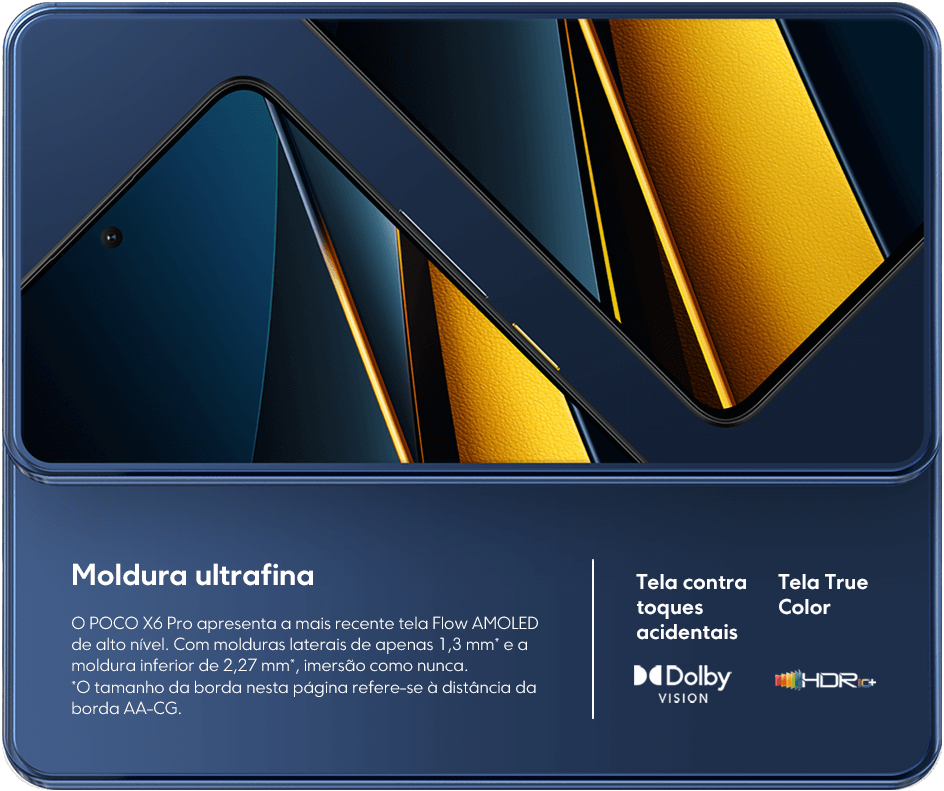 Moldura ultrafina
O POCO X6 Pro apresenta a mais recente tela Flow AMOLED
de alto nível. Com molduras laterais de apenas 1,3 mm* e a
moldura inferior de 2,27 mm*, imersão como nunca.
*O tamanho da borda nesta página refere-se à distância da
borda AA-CG.
Tela contra
toques
acidentais
Dolby
VISION
Tela True
Color
HDR10+